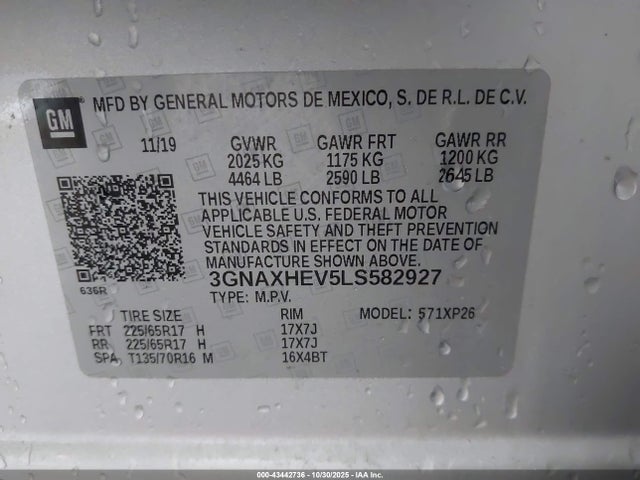 GM MFD BY GENERAL MOTORS DE MEXICO, S. DE R.L. DE C.V.
11/19 GVWR GAWR FRT GAWR RR
2025 KG 1175 KG 1200 KG
4464 LB 2590 LB 2645 LB
THIS VEHICLE CONFORMS TO ALL
APPLICABLE U.S. FEDERAL MOTOR
VEHICLE SAFETY AND THEFT PREVENTION
STANDARDS IN EFFECT ON THE DATE OF
MANUFACTURE SHOWN ABOVE.
636R 3GNAXHEV5LS582927
TYPE: M.P.V.
TIRE SIZE RIM MODEL: 571XP26
FRT 225/65R17 H 17X7J
RR 225/65R17 H 17X7J
SPA T135/70R16 M 16X4BT
000-43442736 - 10/30/2025 - IAA Inc.